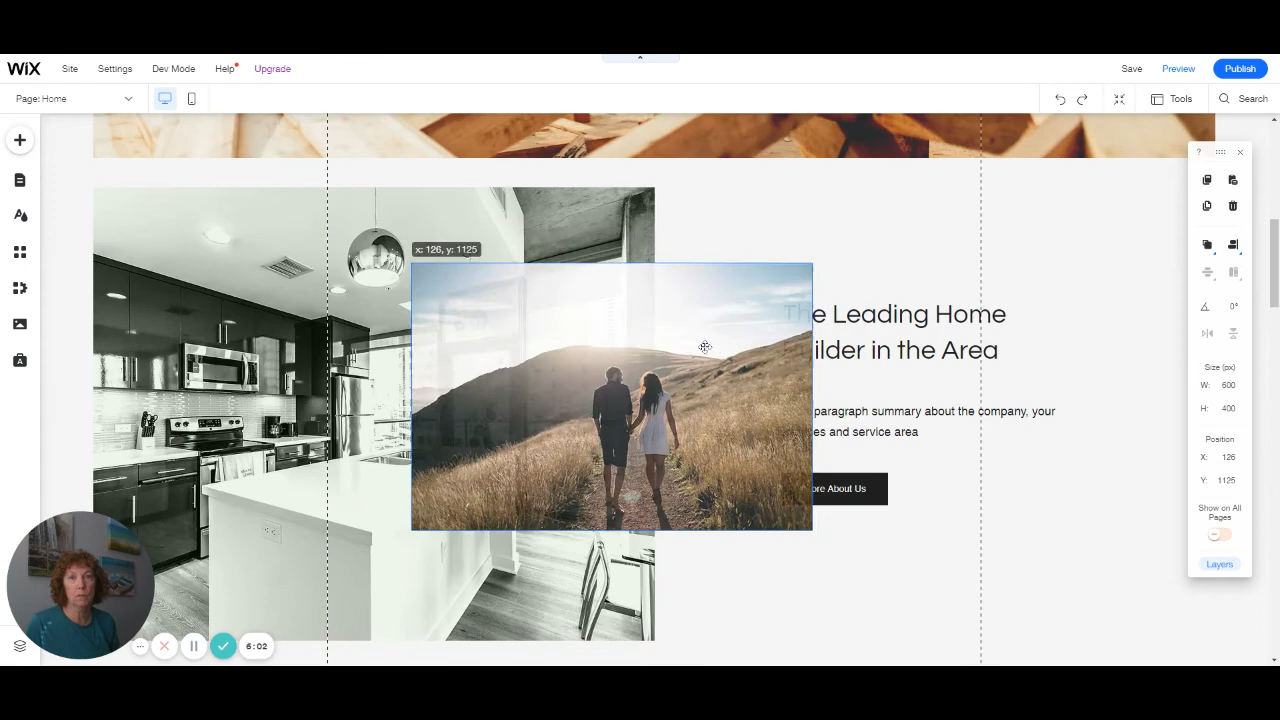 WiX
Site
Settings
Dev Mode
Help
Upgrade
Save
Preview
Publish
Page: Home
Tools
Search
?
x: 126, y: 1125
The Leading Home
ilder in the Area
paragraph summary about the company, your
es and service area
ore About Us
0°
Size (px)
W: 600
H: 400
Position
X: 126
Y: 1125
Show on All
Pages
Layers
6:02